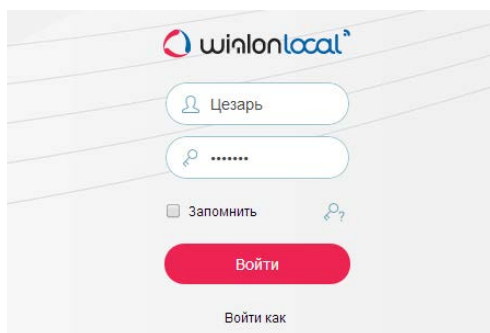 wialonlocal
Цезарь
•••••••
Запомнить
?
Войти
Войти как